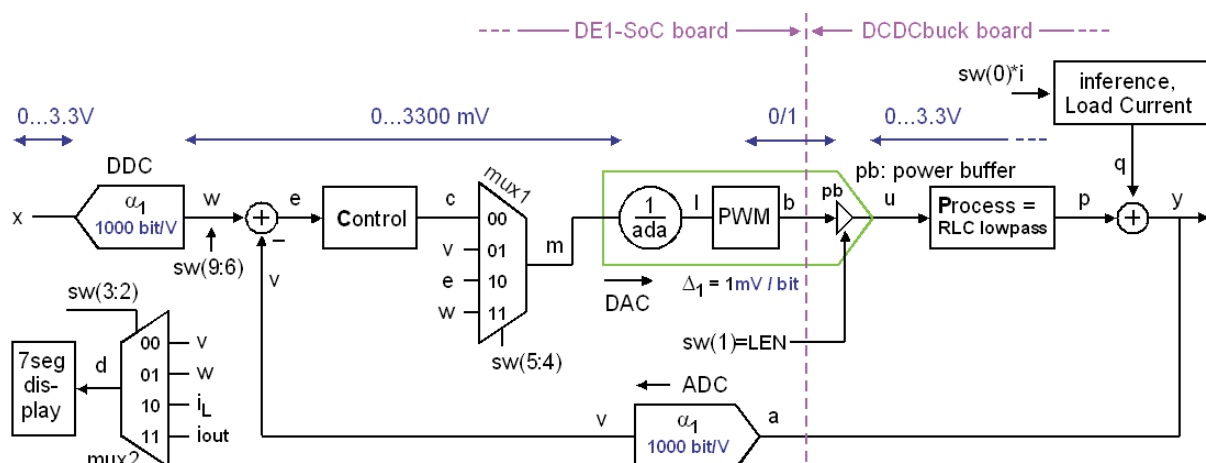 DE1-SoC board
DCDCbuck board
sw(0)*i
inference,
Load Current
0...3.3V
0...3300 mV
0/1
0...3.3V
DDC
α1
1000 bit/V
x
w
sw(9:6)
+
−
e
Control
c
mux1
00
v
01
e
10
w
11
sw(5:4)
m
1
ada
l
PWM
b
pb
pb: power buffer
u
Process =
RLC lowpass
p
q
+
y
DAC
Δ1 = 1mV / bit
sw(1)=LEN
v
sw(3:2)
7seg
dis-
play
d
00
v
01
w
10
iL
11
iout
mux2
ADC
v
α1
1000 bit/V
a